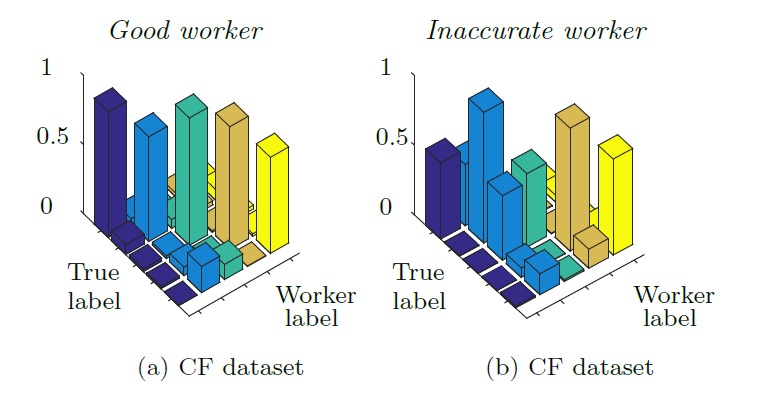 Good worker
Inaccurate worker
1
0.5
0
True
label
Worker
label
1
0.5
0
True
label
Worker
label
(a) CF dataset
(b) CF dataset